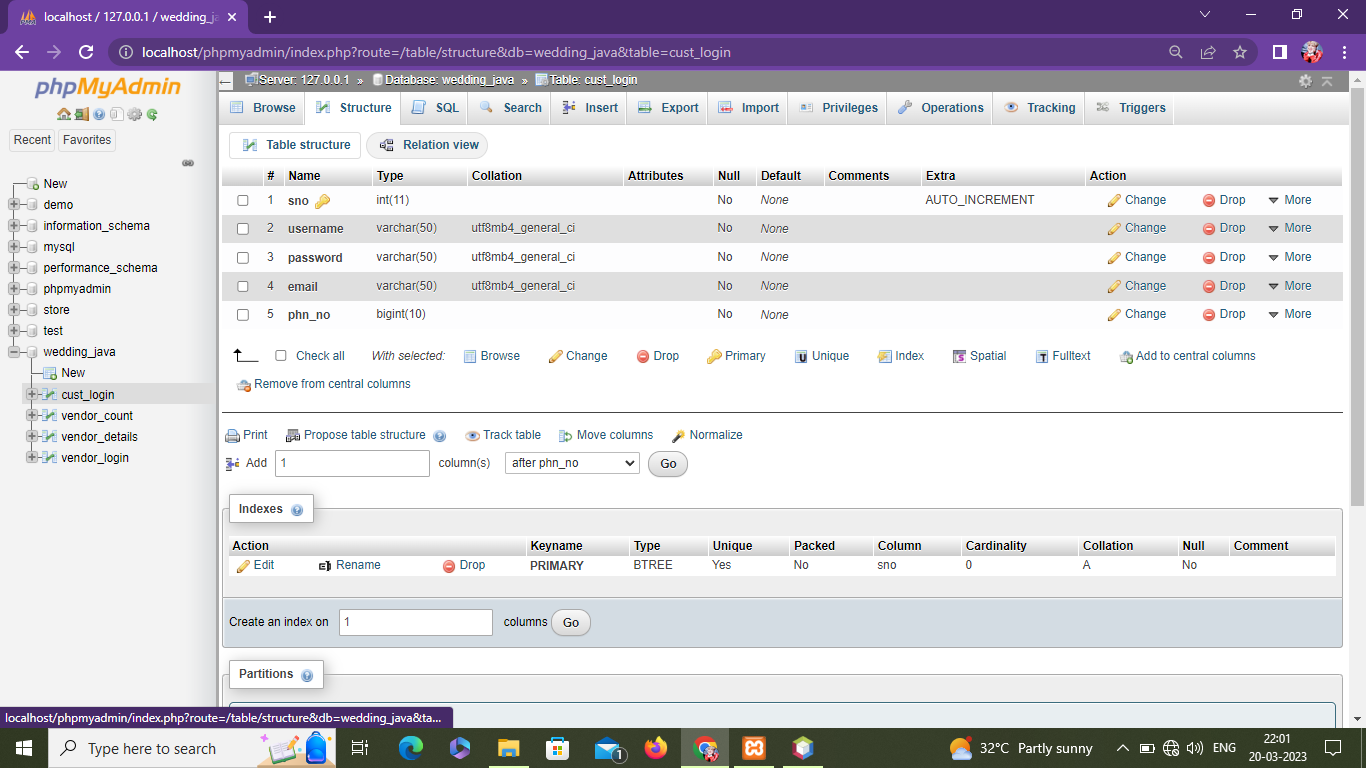 localhost / 127.0.0.1 / wedding_ja
localhost/phpmyadmin/index.php?route=/table/structure&db=wedding_java&table=cust_login
phpMyAdmin
Recent Favorites
New
demo
information_schema
mysql
performance_schema
phpmyadmin
store
test
wedding_java
New
cust_login
vendor_count
vendor_details
vendor_login
Server: 127.0.0.1 » Database: wedding_java » Table: cust_login
Browse Structure SQL Search Insert Export Import Privileges Operations Tracking Triggers
Table structure Relation view
# Name Type Collation Attributes Null Default Comments Extra Action
1 sno int(11) No None AUTO_INCREMENT Change Drop More
2 username varchar(50) utf8mb4_general_ci No None Change Drop More
3 password varchar(50) utf8mb4_general_ci No None Change Drop More
4 email varchar(50) utf8mb4_general_ci No None Change Drop More
5 phn_no bigint(10) No None Change Drop More
Check all With selected: Browse Change Drop Primary Unique Index Spatial Fulltext Add to central columns
Remove from central columns
Print Propose table structure Track table Move columns Normalize
Add 1 column(s) after phn_no Go
Indexes
Action Keyname Type Unique Packed Column Cardinality Collation Null Comment
Edit Rename Drop PRIMARY BTREE Yes No sno 0 A No
Create an index on 1 columns Go
Partitions
localhost/phpmyadmin/index.php?route=/table/structure&db=wedding_java&ta...
Type here to search
1
32°C Partly sunny
ENG
22:01
20-03-2023